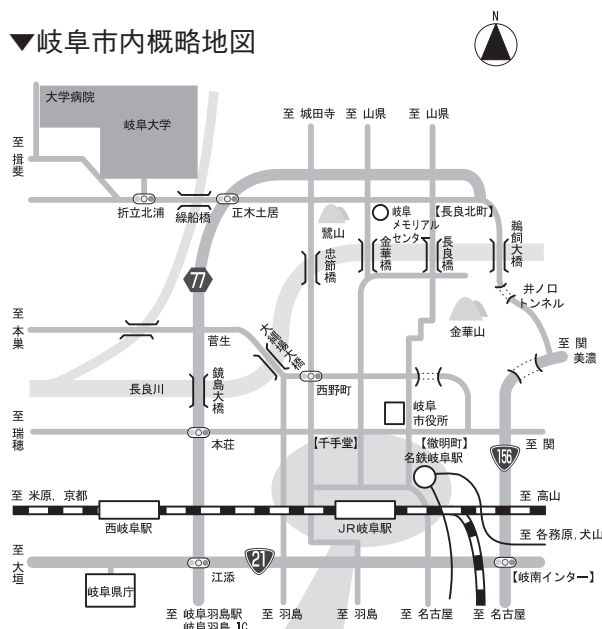 ▼岐阜市内概略地図
N
大学病院
岐阜大学
至 城田寺
至 山県
至 山県
至 揖斐
折立北浦
繰船橋
正木土居
鷺山
岐阜
メモリアル
センター
【長良北町】
鵜飼大橋
忠節橋
金華橋
長良橋
77
井ノ口
トンネル
金華山
至 本巣
菅生
大縄場大橋
至 関
美濃
長良川
鏡島大橋
西野町
岐阜
市役所
至 瑞穂
本荘
【千手堂】
【徹明町】
名鉄岐阜駅
至 関
156
至 米原，京都
至 高山
西岐阜駅
JR岐阜駅
至 各務原，犬山
至 大垣
21
江添
【岐南インター】
岐阜県庁
至 岐阜羽島駅
岐阜羽島 IC
至 羽島
至 羽島
至 名古屋
至 名古屋